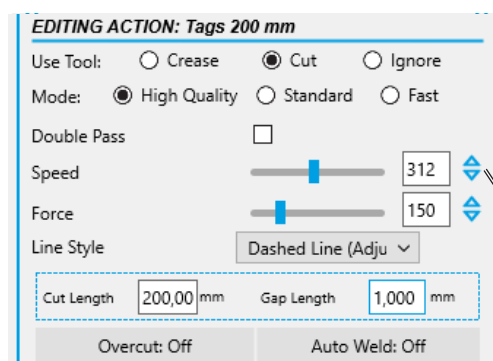 EDITING ACTION: Tags 200 mm
Use Tool: Crease Cut Ignore
Mode: High Quality Standard Fast
Double Pass
Speed 312
Force 150
Line Style Dashed Line (Adju
Cut Length 200,00 mm Gap Length 1,000 mm
Overcut: Off Auto Weld: Off